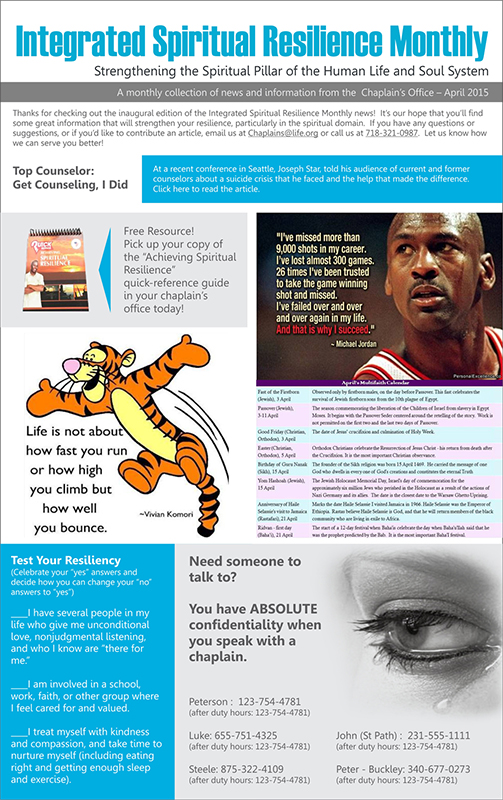 Integrated Spiritual Resilience Monthly
Strengthening the Spiritual Pillar of the Human Life and Soul System
A monthly collection of news and information from the Chaplain's Office – April 2015
Thanks for checking out the inaugural edition of the Integrated Spiritual Resilience Monthly news! It's our hope that you'll find
some great information that will strengthen your resilience, particularly in the spiritual domain. If you have any questions or
suggestions, or if you'd like to contribute an article, email us at Chaplains@life.org or call us at 718-321-0987. Let us know how
we can serve you better!
Top Counselor:
Get Counseling, I Did
At a recent conference in Seattle, Joseph Star, told his audience of current and former
counselors about a suicide crisis that he faced and the help that made the difference.
Click here to read the article.
QUICK
SPIRITUAL
RESILIENCE
Free Resource!
Pick up your copy of
the "Achieving Spiritual
Resilience"
quick-reference guide
in your chaplain's
office today!
"I've missed more than
9,000 shots in my career.
I've lost almost 300 games.
26 times I've been trusted
to take the game winning
shot and missed.
I've failed over and over
and over again in my life.
And that is why I succeed."
~ Michael Jordan
Life is not about
how fast you run
or how high
you climb but
how well
you bounce.
~Vivian Komori
April's Multifaith Calendar
Fast of the Firstborn
(Jewish), 3 April
Observed only by firstborn males, on the day before Passover. This fast celebrates the
survival of Jewish firstborn sons from the 10th plague of Egypt.
Passover (Jewish),
3-11 April
The season commemorating the liberation of the Children of Israel from slavery in Egypt
Moses. It begins with the Passover Seder centered around the retelling of the story. Work is
not permitted on the first two and the last two days of Passover.
Good Friday (Christian,
Orthodox), 3 April
The date of Jesus' crucifixion and culmination of Holy Week.
Easter (Christian,
Orthodox), 5 April
Orthodox Christians celebrate the Resurrection of Jesus Christ - his return from death after
the Crucifixion. It is the most important Christian observance.
Birthday of Guru Nanak
(Sikh), 15 April
The founder of the Sikh religion was born 15 April 1469. He carried the message of one
God who dwells in every one of God's creations and constitutes the eternal Truth
Yom Hashoah (Jewish),
15 April
The Jewish Holocaust Memorial Day, Israel's day of commemoration for the
approximately six million Jews who perished in the Holocaust as a result of the actions of
Nazi Germany and its allies. The date is the closest date to the Warsaw Ghetto Uprising.
Anniversary of Haile
Selassie's visit to Jamaica
(Rastafari), 21 April
Marks the date Haile Selassie I visited Jamaica in 1966. Haile Selassie was the Emperor of
Ethiopia. Rastas believe Haile Selassie is God, and that he will return members of the black
community who are living in exile to Africa.
Ridvan - first day
(Baha'i), 21 April
The start of a 12-day festival when Baha'is celebrate the day when Baha'u'llah said that he
was the prophet predicted by the Bab. It is the most important Baha'i festival.
Test Your Resiliency
(Celebrate your "yes" answers and
decide how you can change your "no"
answers to "yes")
___I have several people in my
life who give me unconditional
love, nonjudgmental listening,
and who I know are "there for
me."
___I am involved in a school,
work, faith, or other group where
I feel cared for and valued.
___I treat myself with kindness
and compassion, and take time to
nurture myself (including eating
right and getting enough sleep
and exercise).
Need someone to
talk to?
You have ABSOLUTE
confidentiality when
you speak with a
chaplain.
Peterson : 123-754-4781
(after duty hours: 123-754-4781)
Luke: 655-751-4325
(after duty hours: 123-754-4781)
John (St Path) : 231-555-1111
(after duty hours: 123-754-4781)
Steele: 875-322-4109
(after duty hours: 123-754-4781)
Peter - Buckley: 340-677-0273
(after duty hours: 123-754-4781)